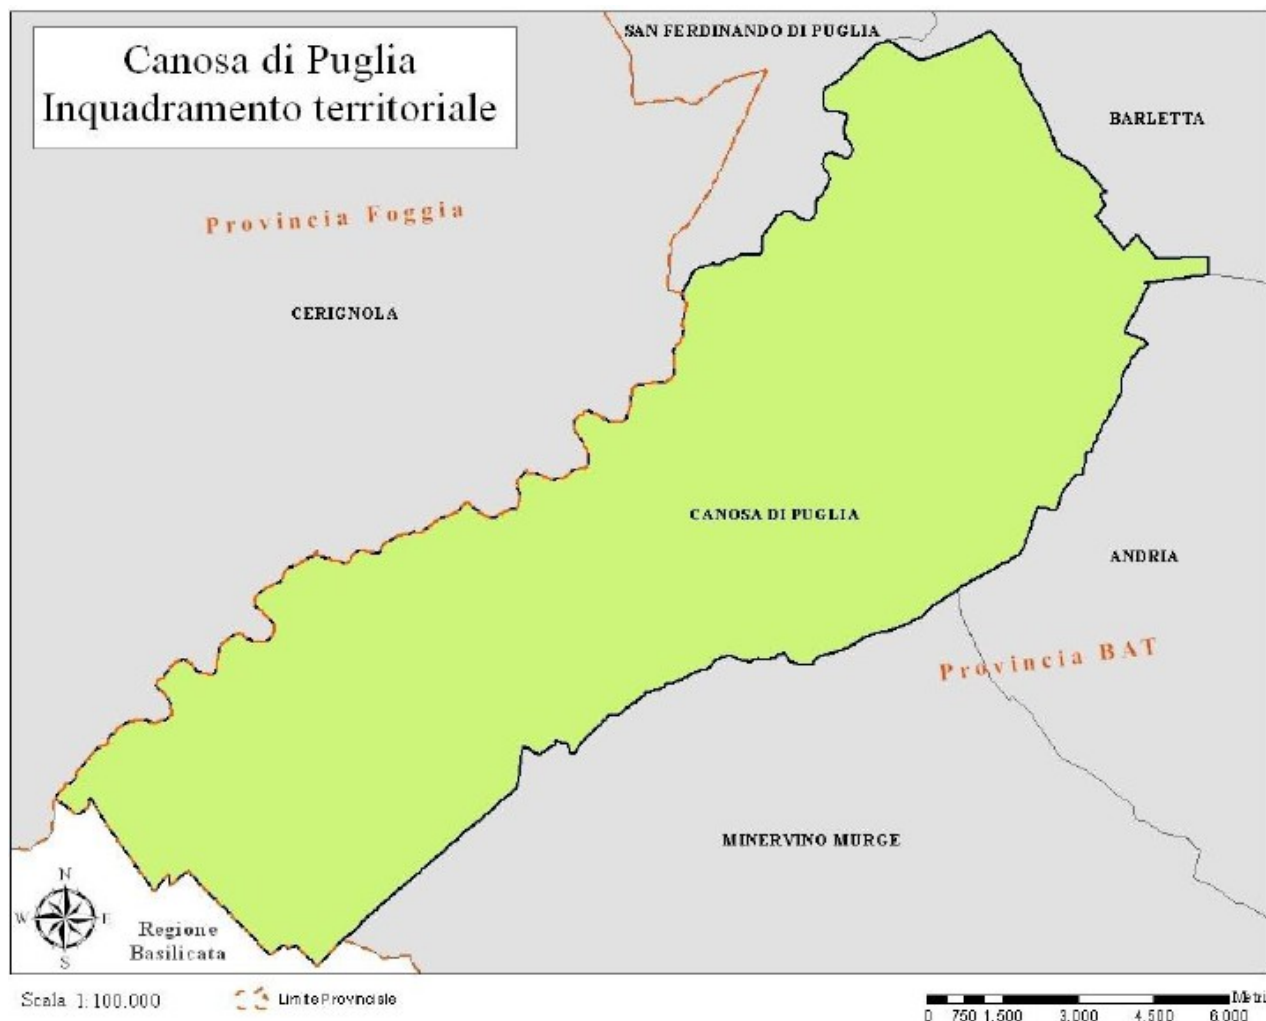 Canosa di Puglia
Inquadramento territoriale
SAN FERDINANDO DI PUGLIA
BARLETTA
Provincia Foggia
CERIGNOLA
CANOSA DI PUGLIA
ANDRIA
Provincia BAT
MINERVINO MURGE
N
W E
S
Regione
Basilicata
Scala 1:100.000
Limite Provinciale
Metri
0 750 1.500 3.000 4.500 6.000